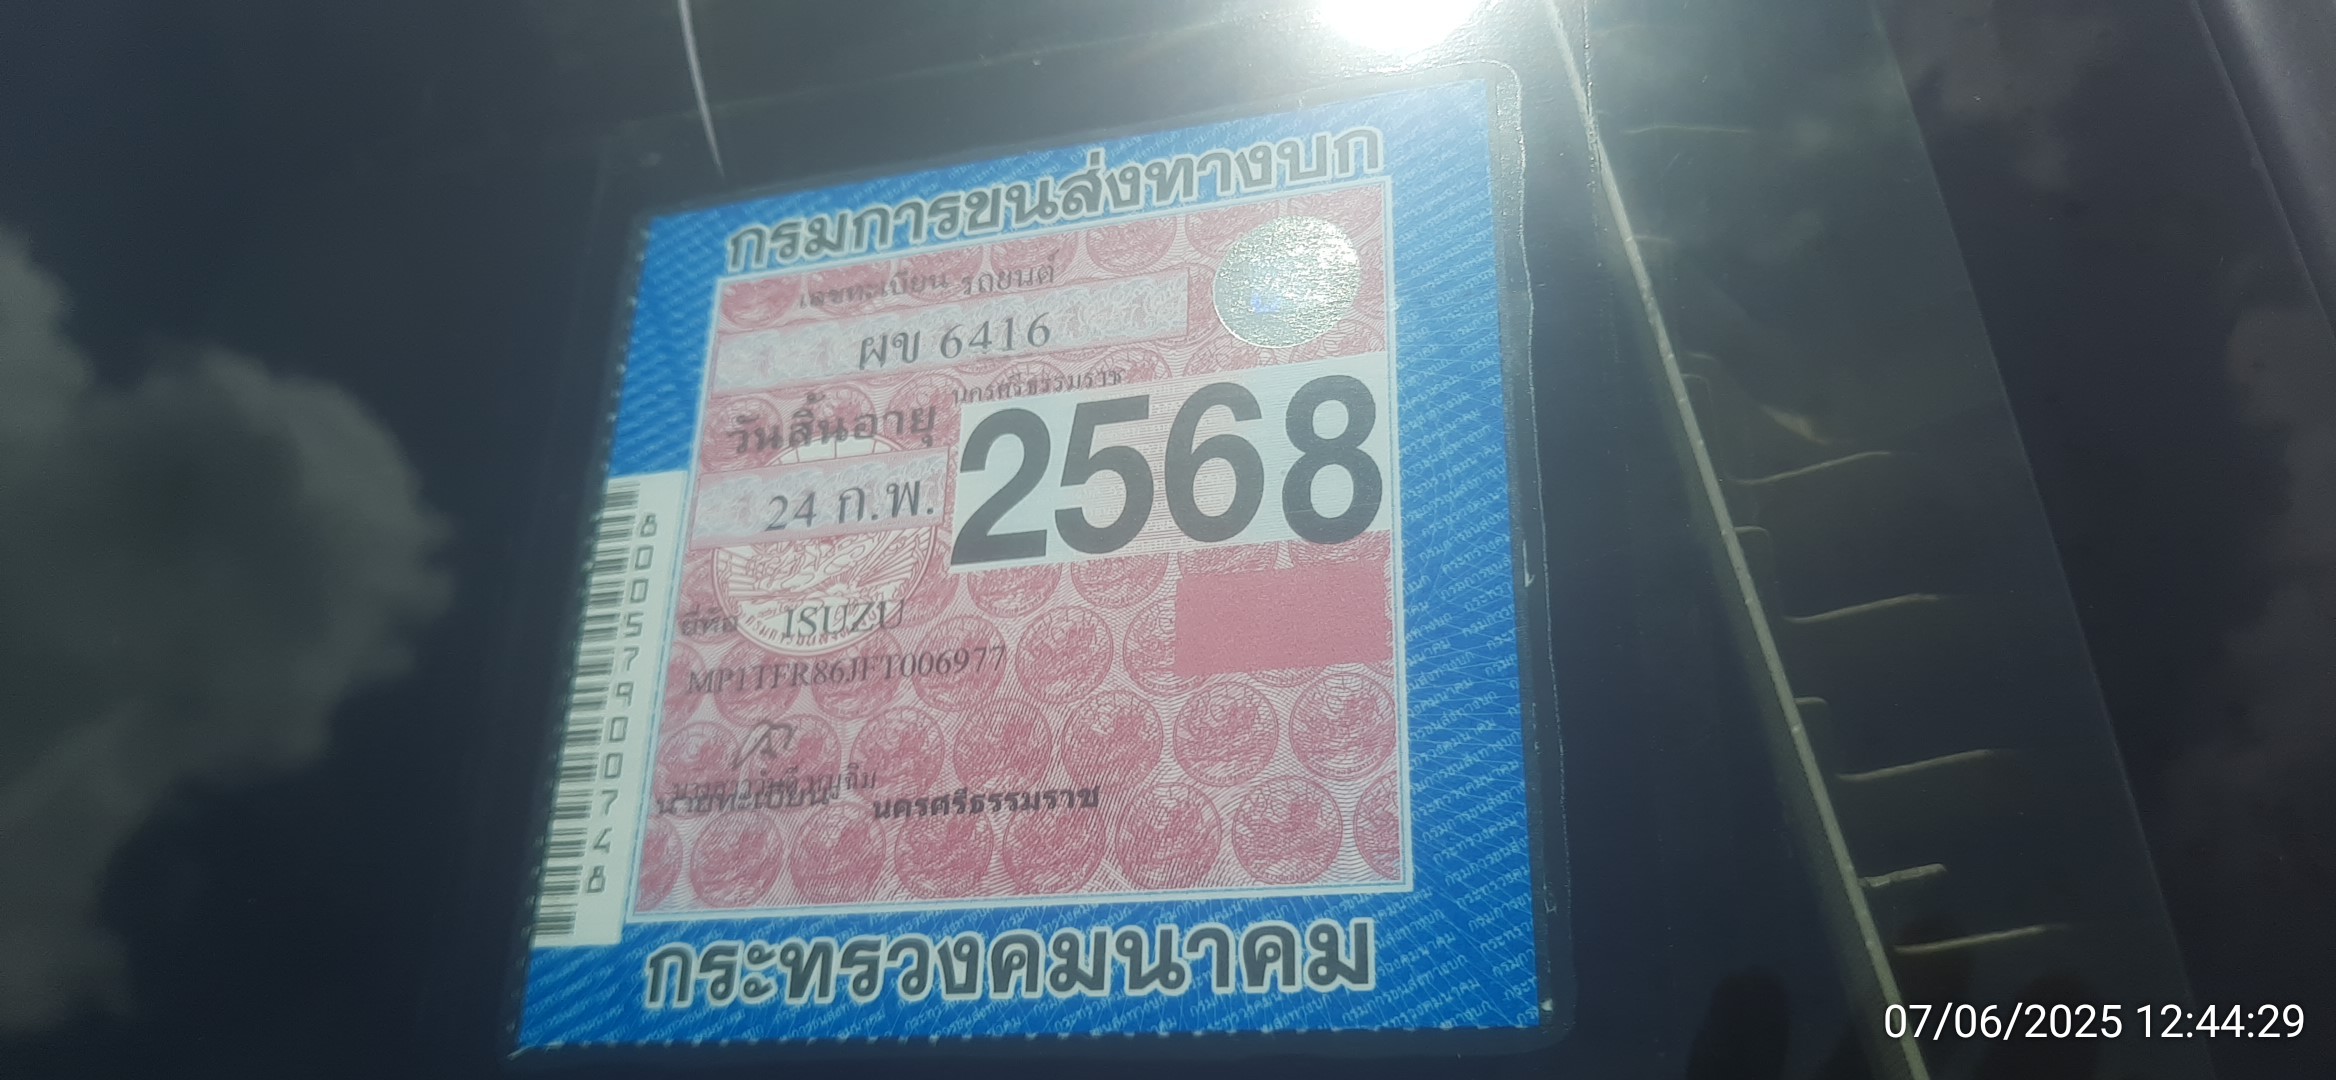 กรมการขนส่งทางบก
เลขทะเบียน รถยนต์
ผข 6416
นครศรีธรรมราช
วันสิ้นอายุ
24 ก.พ. 2568
ยี่ห้อ ISUZU
MP1TFR86JFT006977
นายทะเบียน นครศรีธรรมราช
กระทรวงคมนาคม
07/06/2025 12:44:29